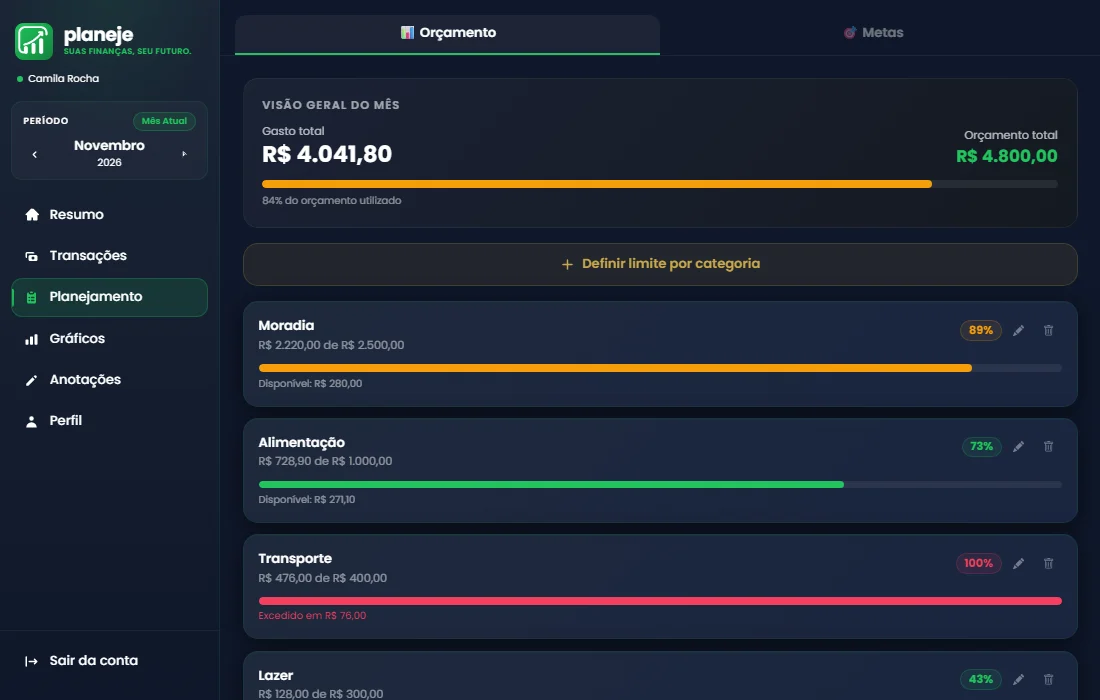 planeje
SUAS FINANÇAS, SEU FUTURO.
Camila Rocha
PERÍODO
Mês Atual
Novembro
2026
Resumo
Transações
Planejamento
Gráficos
Anotações
Perfil
Sair da conta
Orçamento
Metas
VISÃO GERAL DO MÊS
Gasto total
R$ 4.041,80
Orçamento total
R$ 4.800,00
84% do orçamento utilizado
+ Definir limite por categoria
Moradia
R$ 2.220,00 de R$ 2.500,00
89%
Disponível: R$ 280,00
Alimentação
R$ 728,90 de R$ 1.000,00
73%
Disponível: R$ 271,10
Transporte
R$ 476,00 de R$ 400,00
100%
Excedido em R$ 76,00
Lazer
R$ 128,00 de R$ 300,00
43%